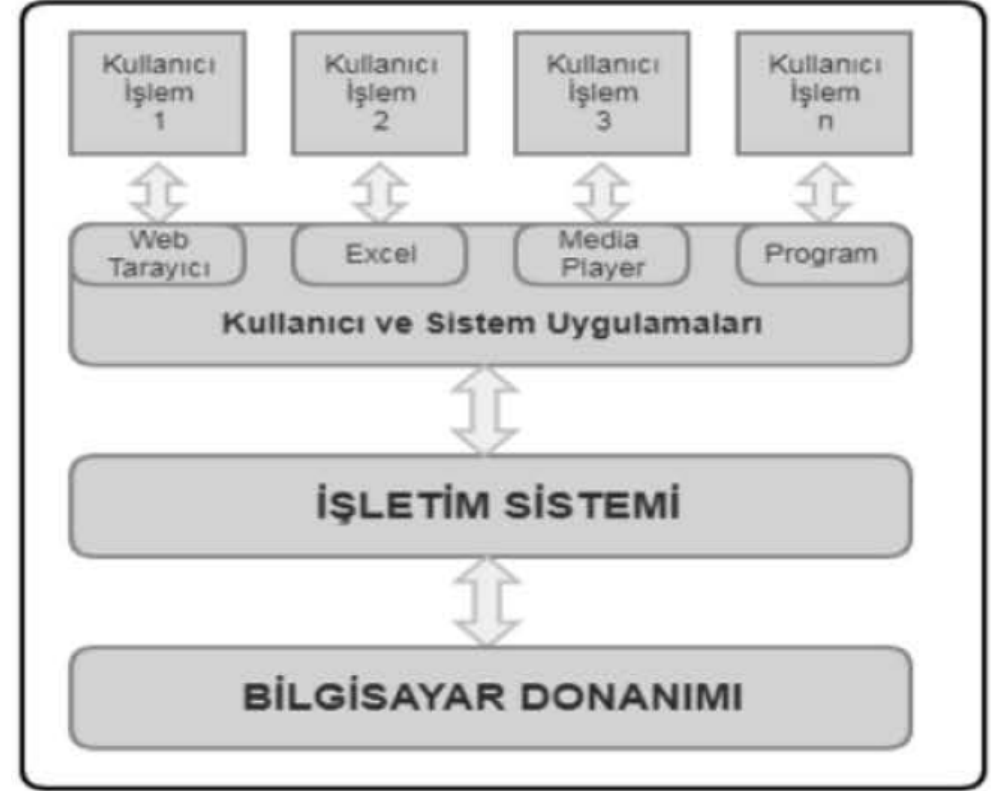 Kullanıcı
İşlem
1
Kullanıcı
İşlem
2
Kullanıcı
İşlem
3
Kullanıcı
İşlem
n
Web
Tarayıcı
Excel
Media
Player
Program
Kullanıcı ve Sistem Uygulamaları
İŞLETİM SİSTEMİ
BİLGİSAYAR DONANIMI